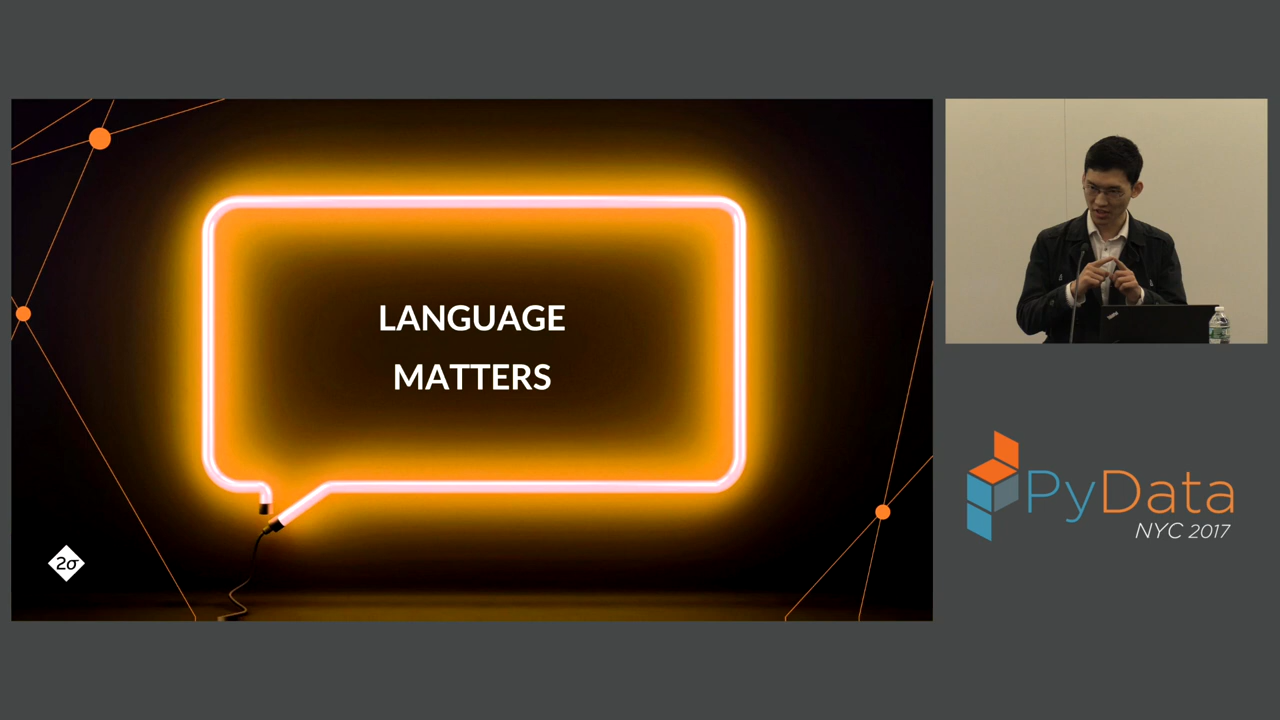 LANGUAGE
MATTERS
2σ
PyData
NYC 2017